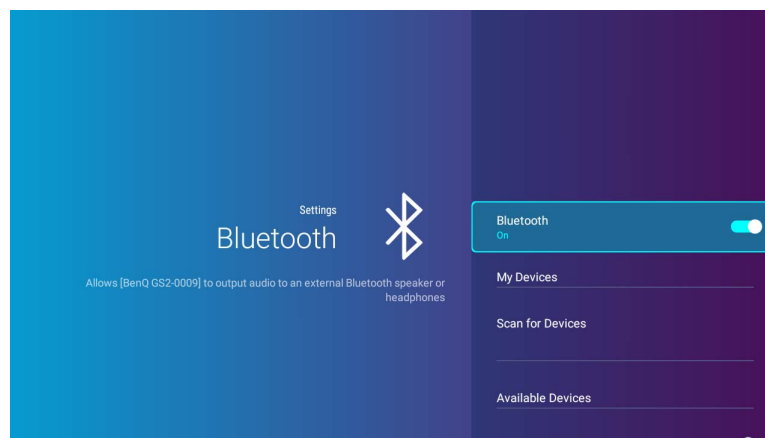 Settings
Bluetooth
Allows [BenQ GS2-0009] to output audio to an external Bluetooth speaker or
headphones
Bluetooth
On
My Devices
Scan for Devices
Available Devices